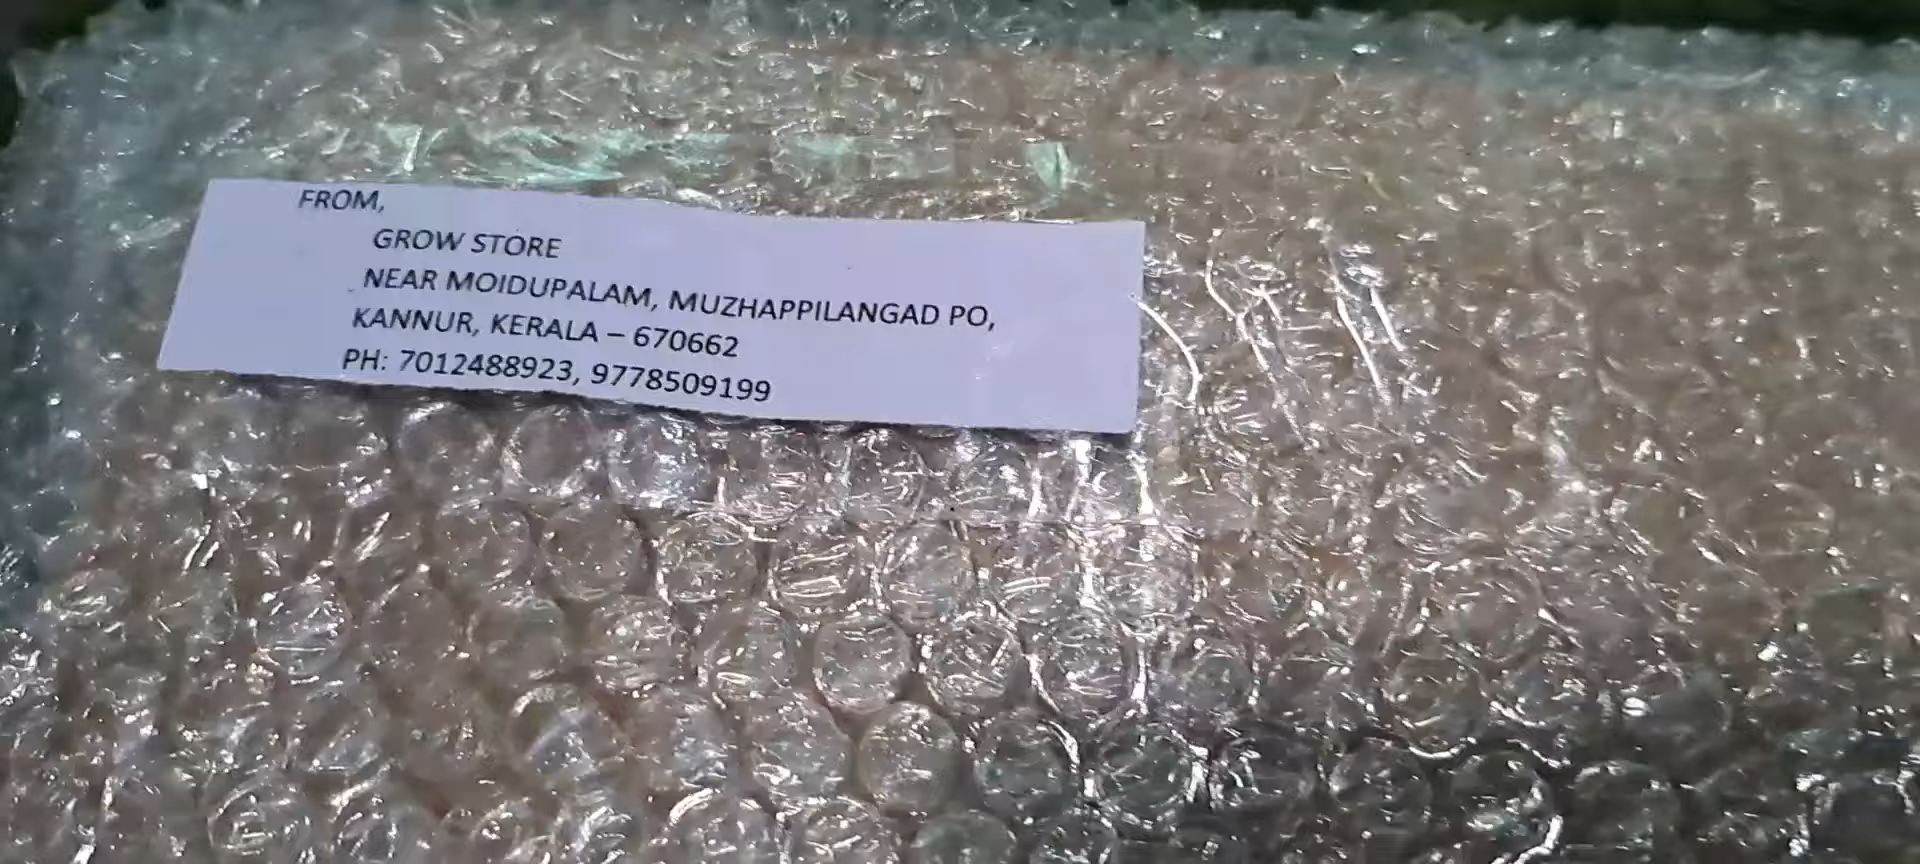 FROM,
GROW STORE
NEAR MOIDUPALAM, MUZHAPPILANGAD PO,
KANNUR, KERALA – 670662
PH: 7012488923, 9778509199